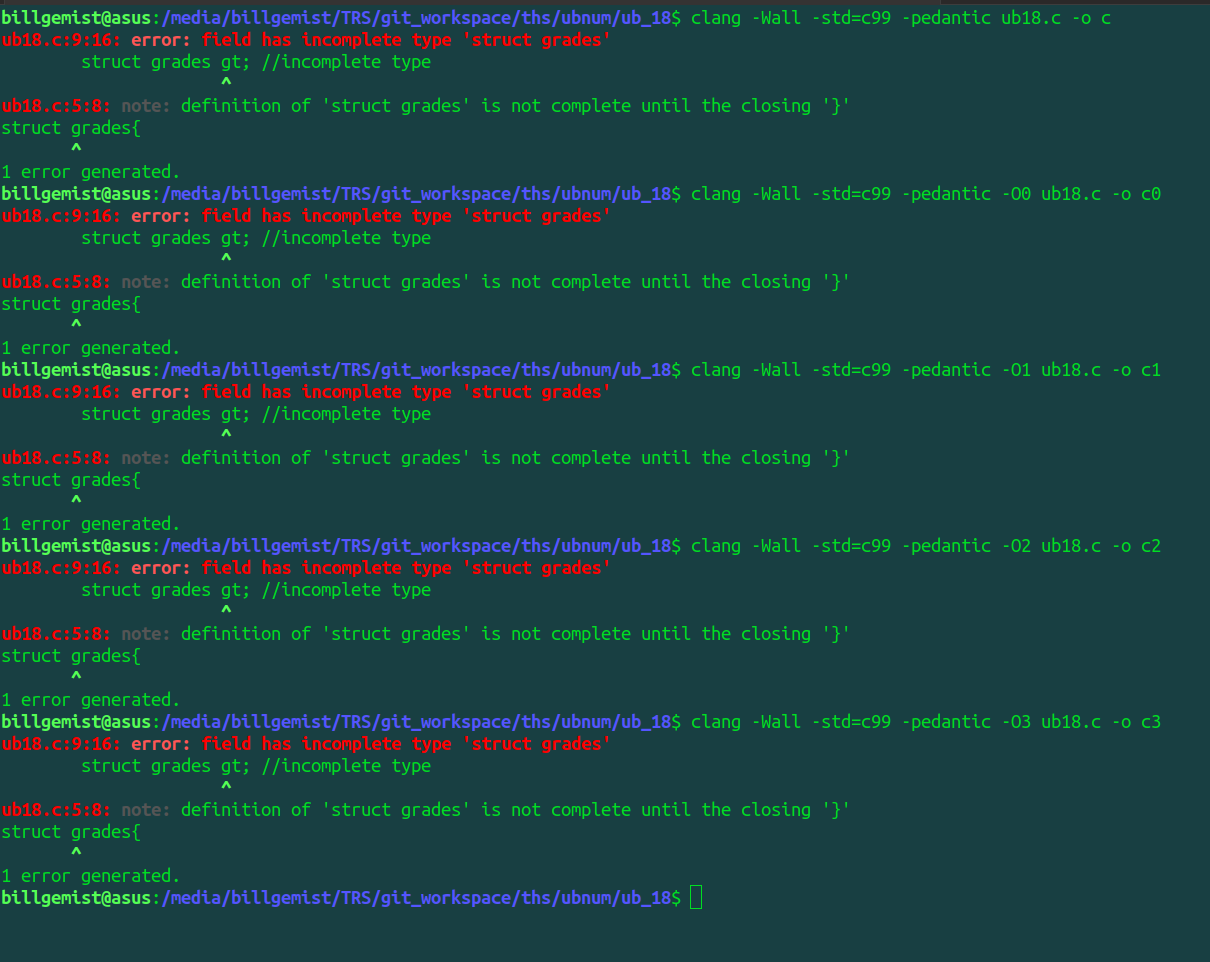 billgemist@asus:/media/billgemist/TRS/git_workspace/ths/ubnum/ub_18$ clang -Wall -std=c99 -pedantic ub18.c -o c
ub18.c:9:16: error: field has incomplete type 'struct grades'
        struct grades gt; //incomplete type
                      ^
ub18.c:5:8: note: definition of 'struct grades' is not complete until the closing '}'
struct grades{
       ^
1 error generated.
billgemist@asus:/media/billgemist/TRS/git_workspace/ths/ubnum/ub_18$ clang -Wall -std=c99 -pedantic -O0 ub18.c -o c0
ub18.c:9:16: error: field has incomplete type 'struct grades'
        struct grades gt; //incomplete type
                      ^
ub18.c:5:8: note: definition of 'struct grades' is not complete until the closing '}'
struct grades{
       ^
1 error generated.
billgemist@asus:/media/billgemist/TRS/git_workspace/ths/ubnum/ub_18$ clang -Wall -std=c99 -pedantic -O1 ub18.c -o c1
ub18.c:9:16: error: field has incomplete type 'struct grades'
        struct grades gt; //incomplete type
                      ^
ub18.c:5:8: note: definition of 'struct grades' is not complete until the closing '}'
struct grades{
       ^
1 error generated.
billgemist@asus:/media/billgemist/TRS/git_workspace/ths/ubnum/ub_18$ clang -Wall -std=c99 -pedantic -O2 ub18.c -o c2
ub18.c:9:16: error: field has incomplete type 'struct grades'
        struct grades gt; //incomplete type
                      ^
ub18.c:5:8: note: definition of 'struct grades' is not complete until the closing '}'
struct grades{
       ^
1 error generated.
billgemist@asus:/media/billgemist/TRS/git_workspace/ths/ubnum/ub_18$ clang -Wall -std=c99 -pedantic -O3 ub18.c -o c3
ub18.c:9:16: error: field has incomplete type 'struct grades'
        struct grades gt; //incomplete type
                      ^
ub18.c:5:8: note: definition of 'struct grades' is not complete until the closing '}'
struct grades{
       ^
1 error generated.
billgemist@asus:/media/billgemist/TRS/git_workspace/ths/ubnum/ub_18$